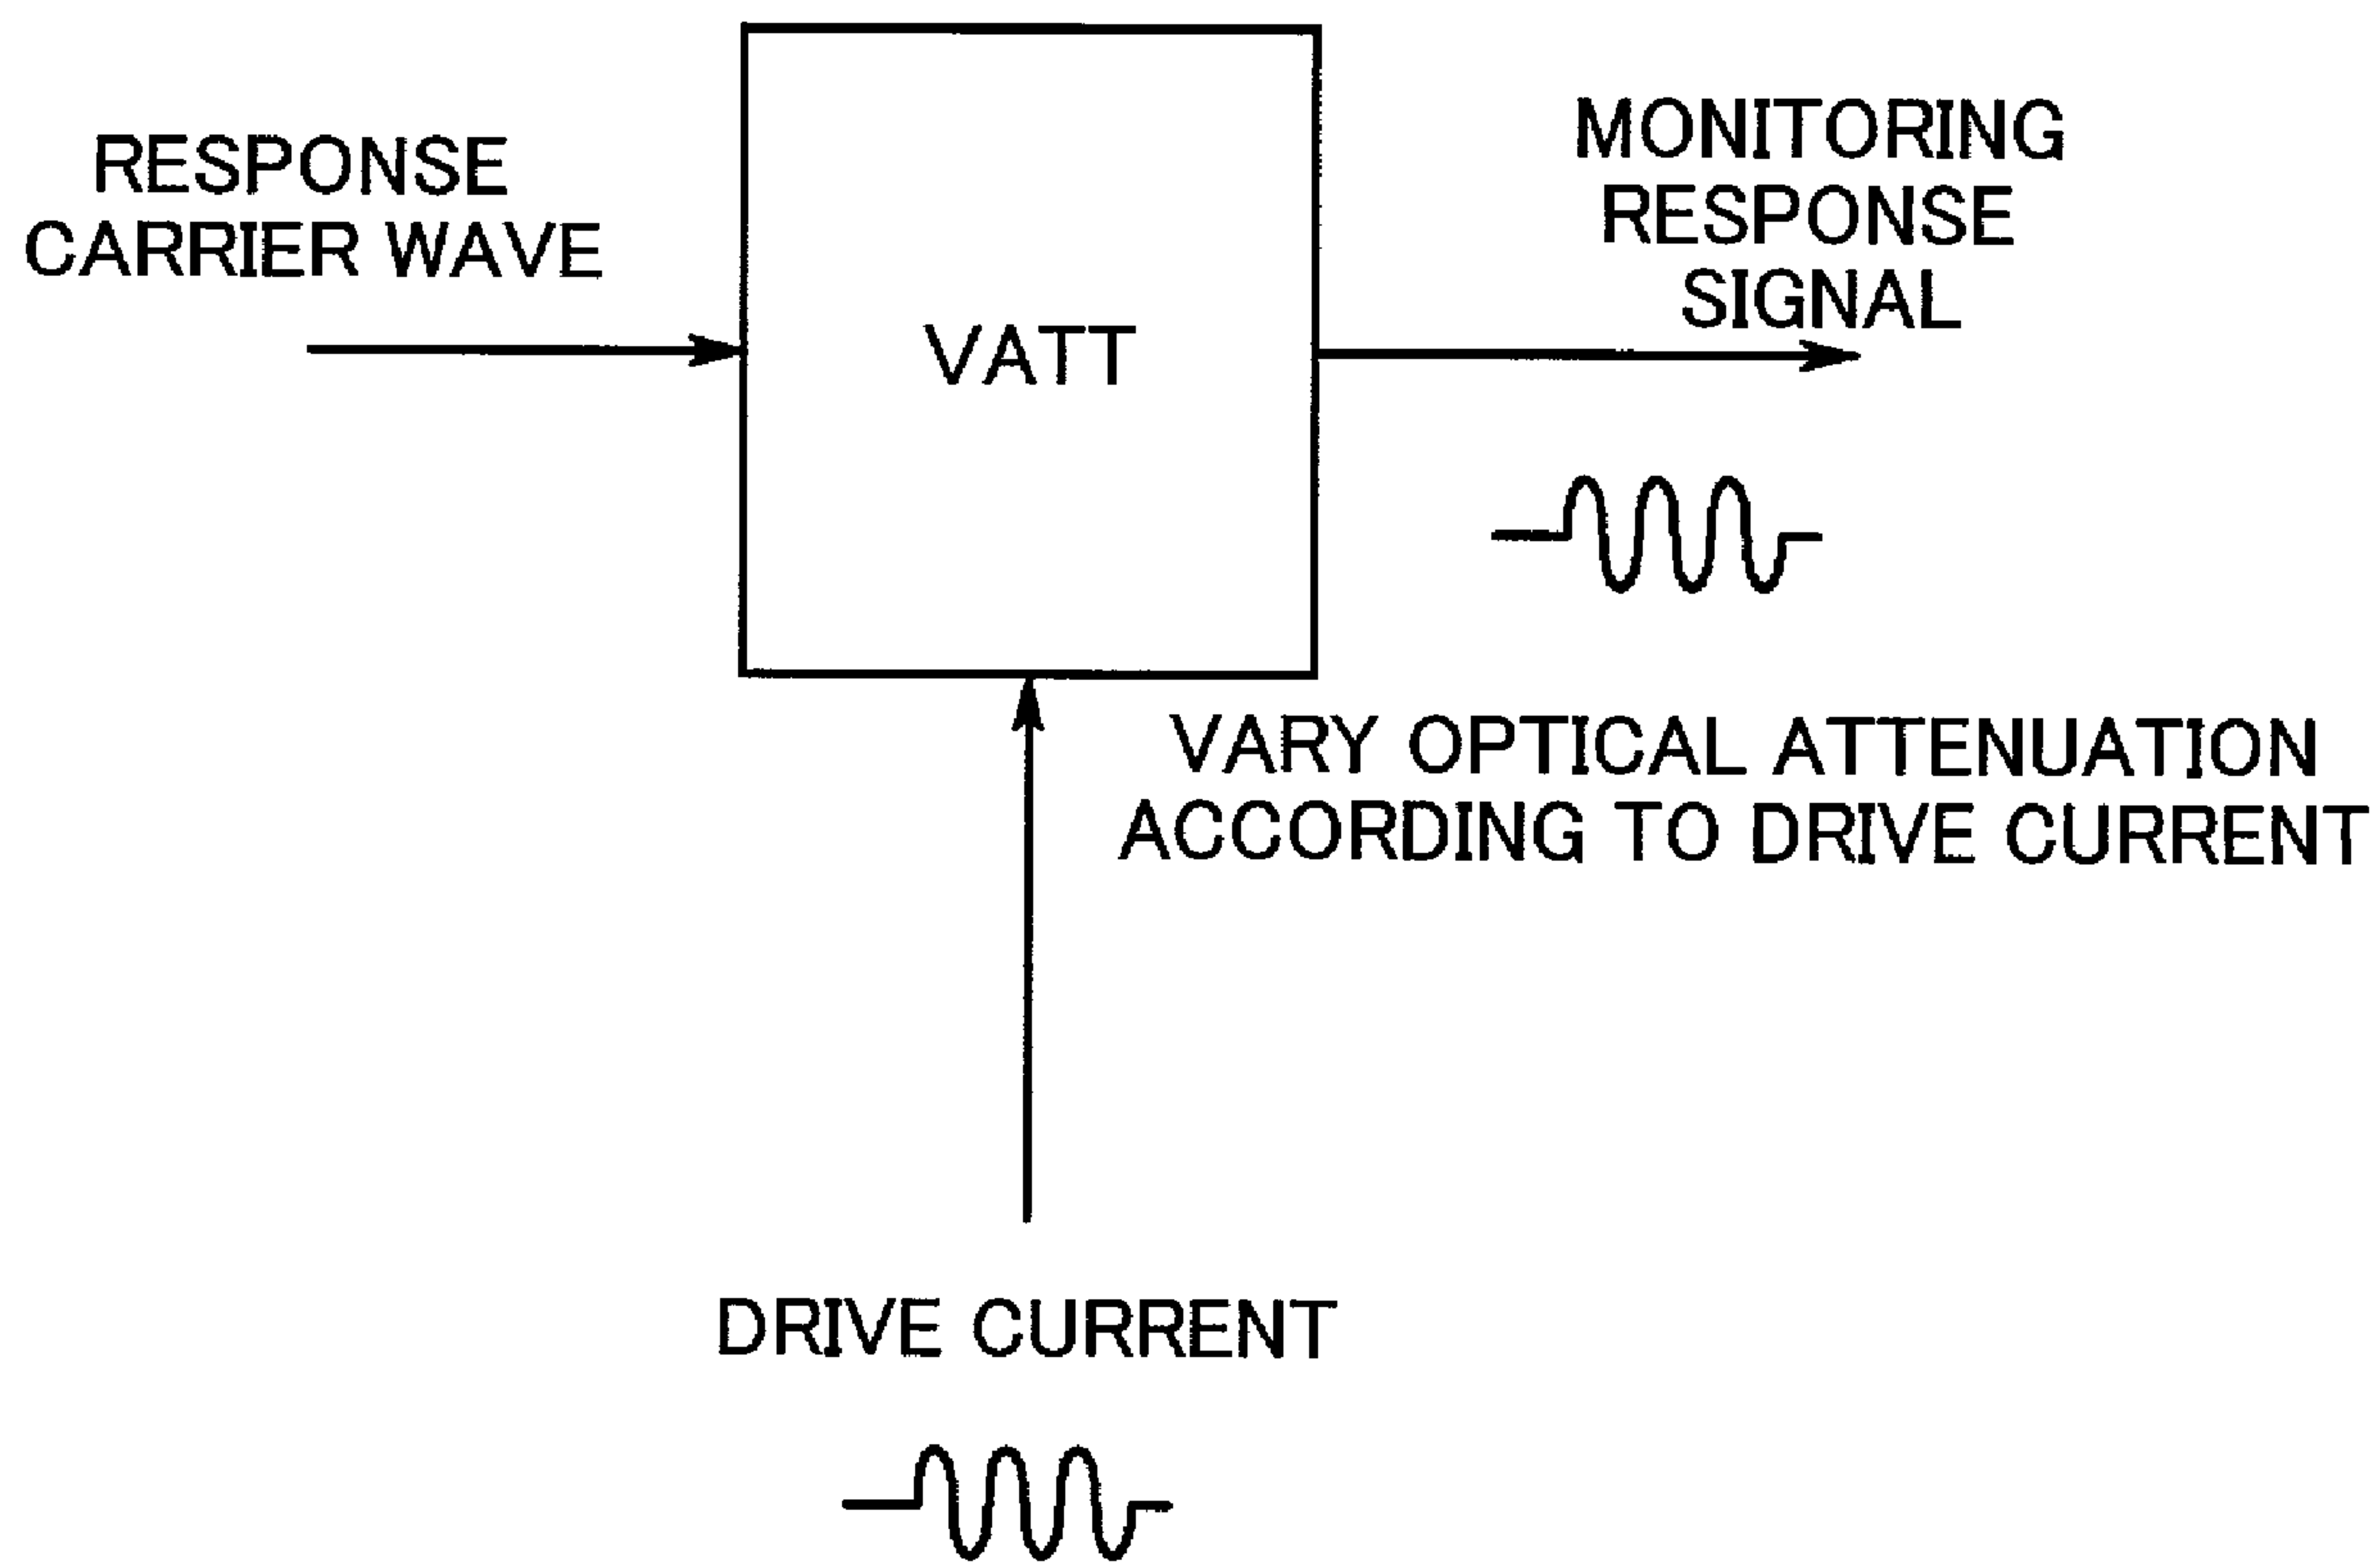 RESPONSE
CARRIER WAVE
VATT
MONITORING
RESPONSE
SIGNAL
VARY OPTICAL ATTENUATION
ACCORDING TO DRIVE CURRENT
DRIVE CURRENT